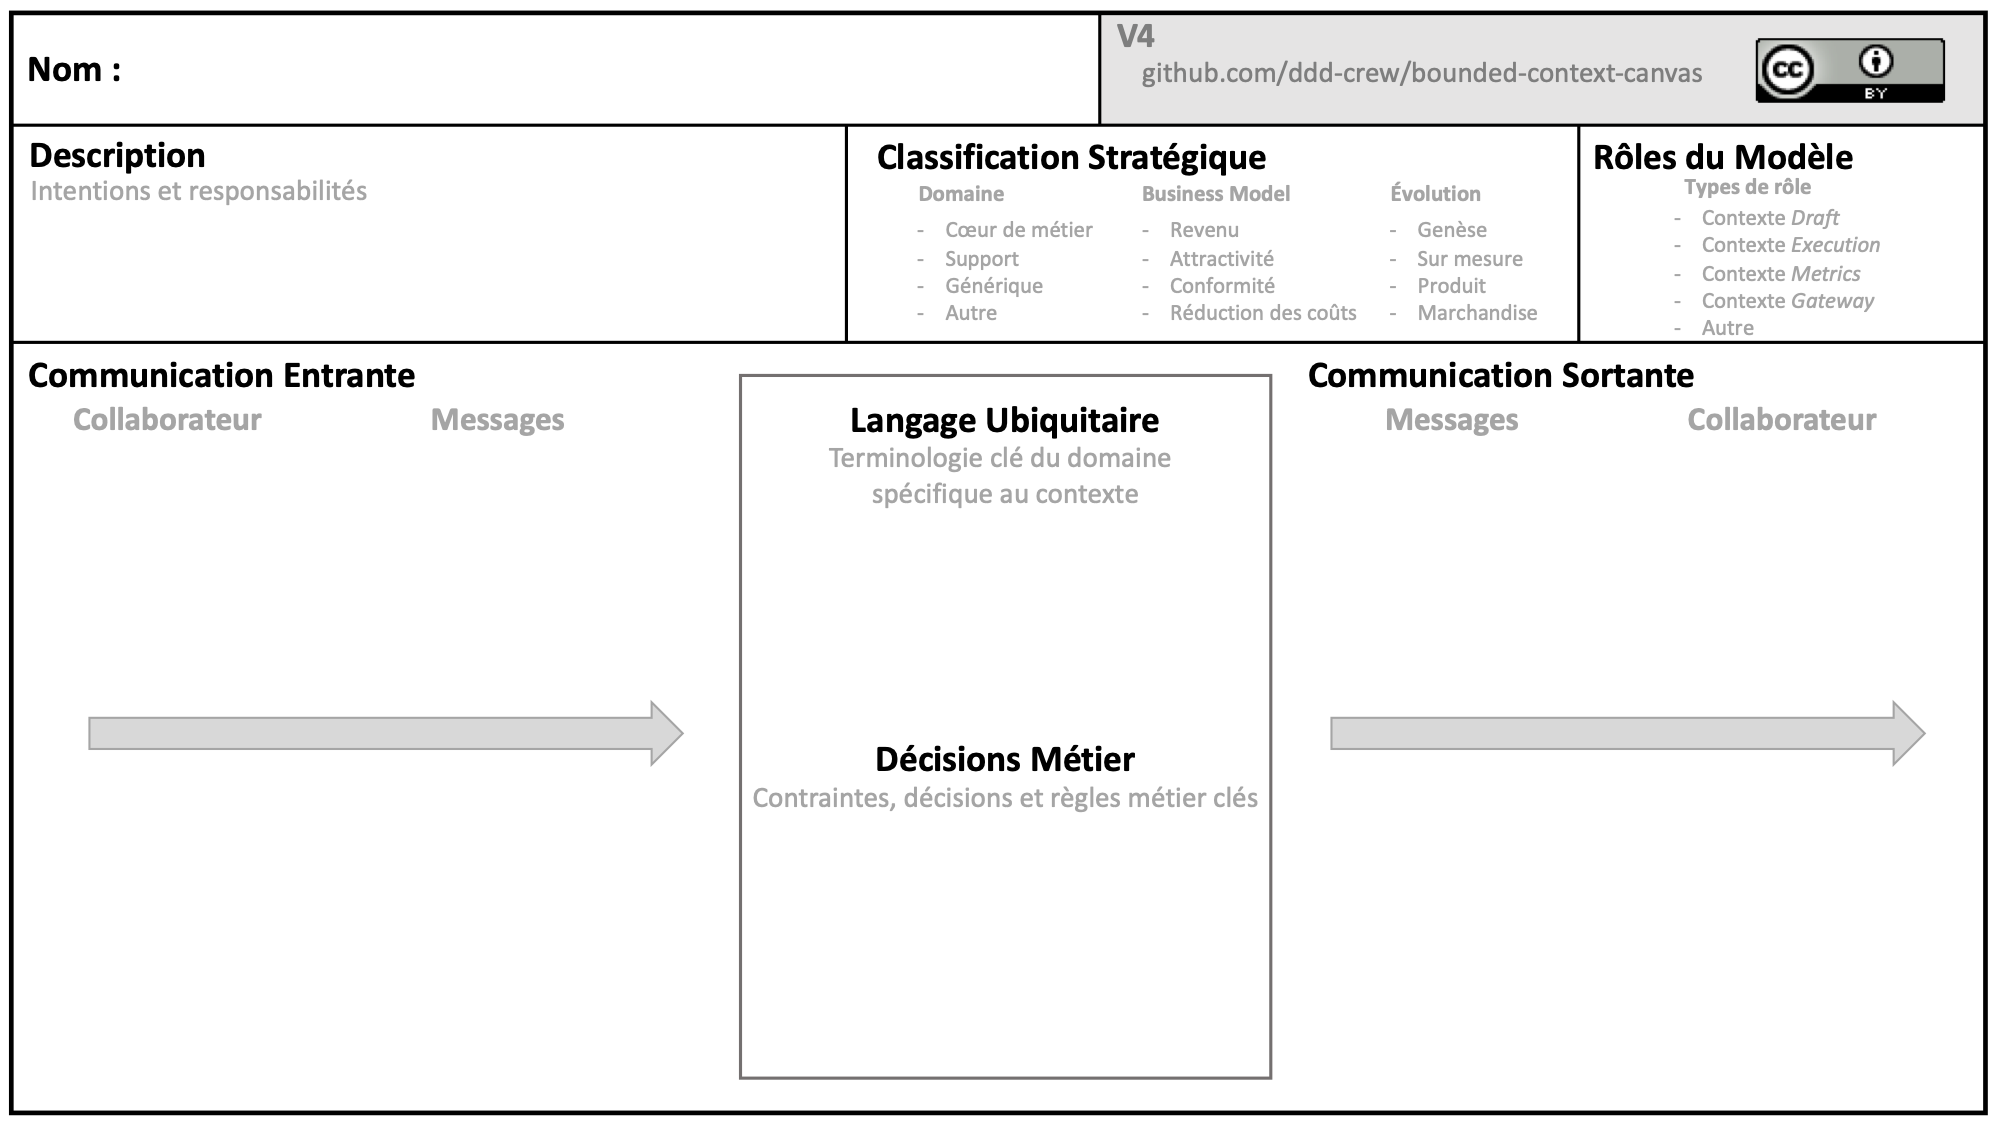 Nom :
V4
github.com/ddd-crew/bounded-context-canvas
cc
BY
Description
Intentions et responsabilités
Classification Stratégique
Domaine
- Cœur de métier
- Support
- Générique
- Autre
Business Model
- Revenu
- Attractivité
- Conformité
- Réduction des coûts
Évolution
- Genèse
- Sur mesure
- Produit
- Marchandise
Rôles du Modèle
Types de rôle
- Contexte Draft
- Contexte Execution
- Contexte Metrics
- Contexte Gateway
- Autre
Communication Entrante
Collaborateur
Messages
Langage Ubiquitaire
Terminologie clé du domaine
spécifique au contexte
Décisions Métier
Contraintes, décisions et règles métier clés
Communication Sortante
Messages
Collaborateur